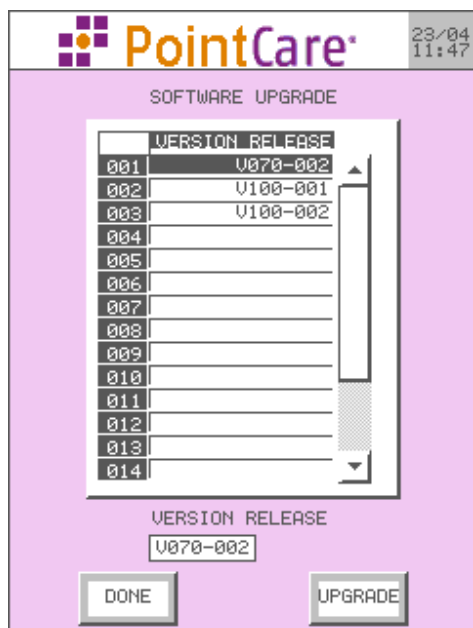 PointCare
23/04
11:47
SOFTWARE UPGRADE
VERSION RELEASE
001 V070-002
002 V100-001
003 V100-002
004
005
006
007
008
009
010
011
012
013
014
VERSION RELEASE
V070-002
DONE UPGRADE